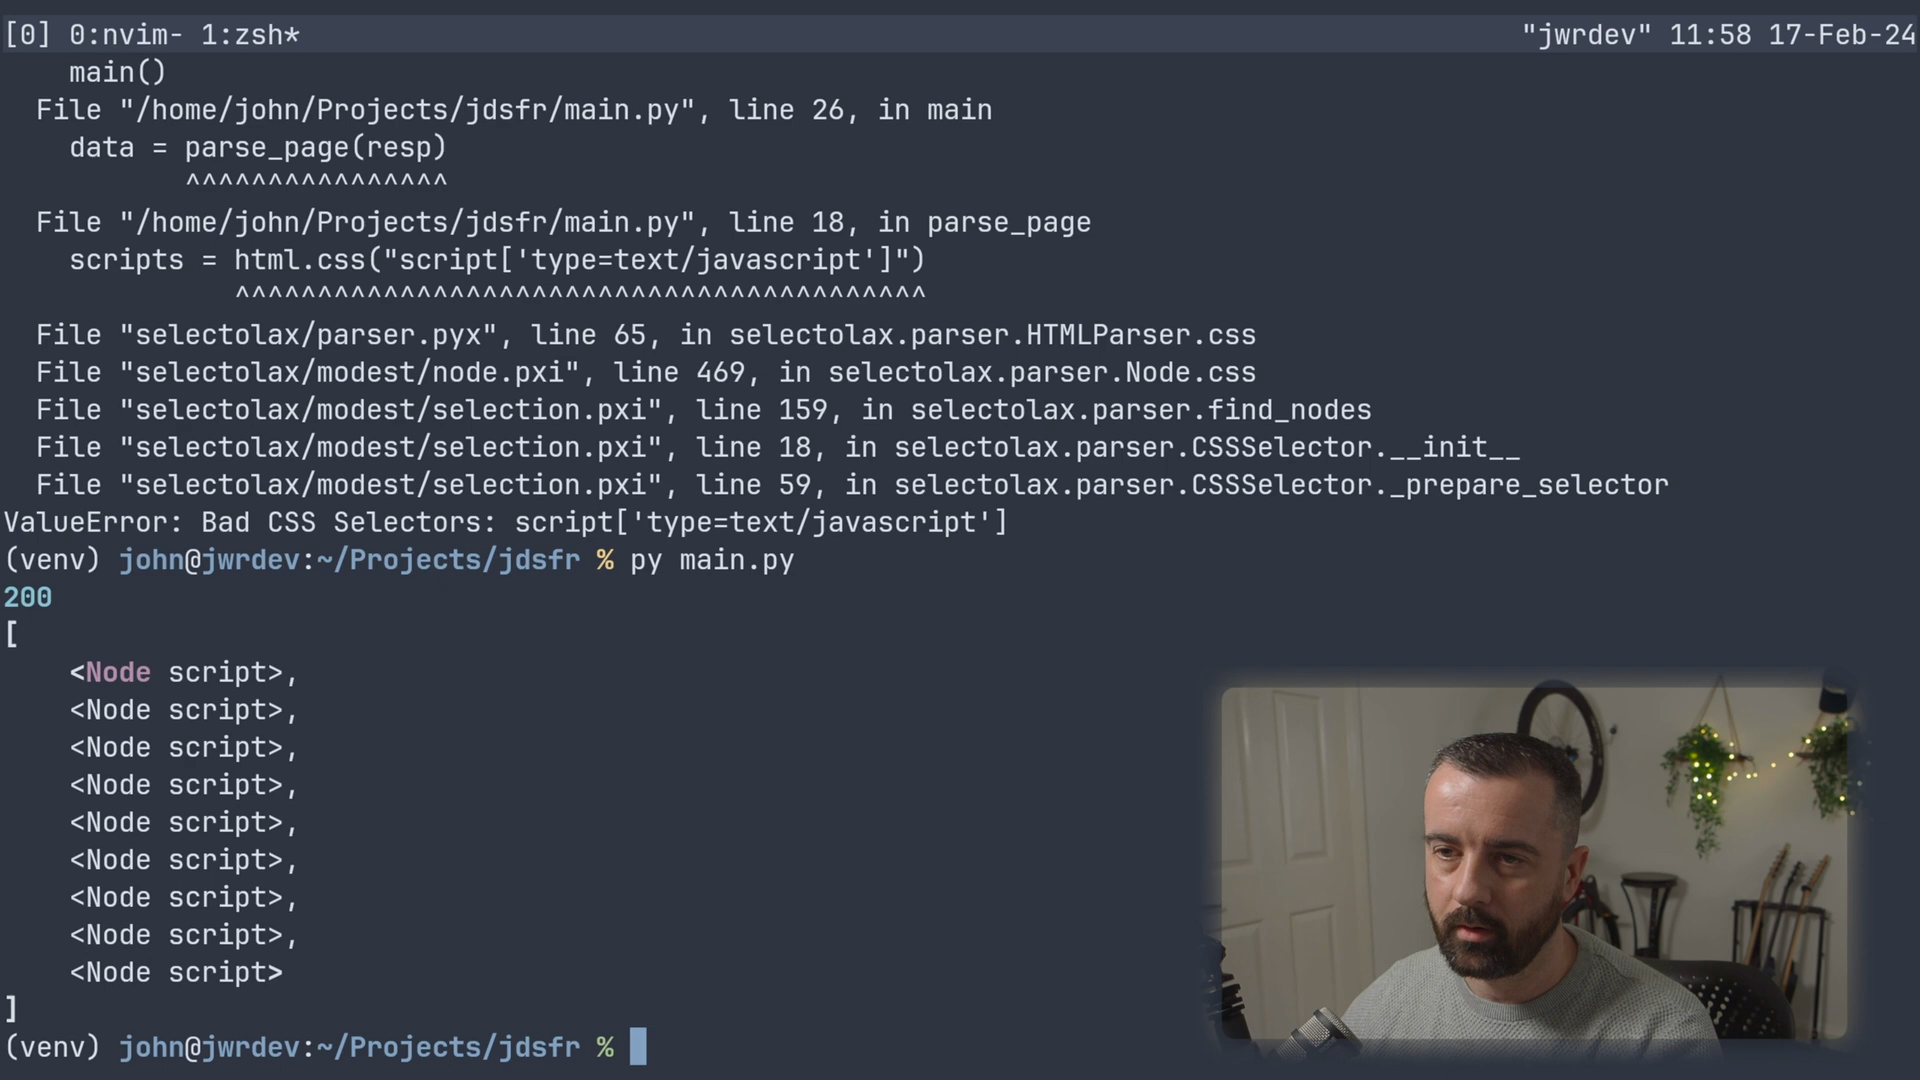 [0] 0:nvim- 1:zsh* "jwrdev" 11:58 17-Feb-24
    main()
  File "/home/john/Projects/jdsfr/main.py", line 26, in main
    data = parse_page(resp)
           ^^^^^^^^^^^^^^^^
  File "/home/john/Projects/jdsfr/main.py", line 18, in parse_page
    scripts = html.css("script['type=text/javascript']")
              ^^^^^^^^^^^^^^^^^^^^^^^^^^^^^^^^^^^^^^^^^^
  File "selectolax/parser.pyx", line 65, in selectolax.parser.HTMLParser.css
  File "selectolax/modest/node.pxi", line 469, in selectolax.parser.Node.css
  File "selectolax/modest/selection.pxi", line 159, in selectolax.parser.find_nodes
  File "selectolax/modest/selection.pxi", line 18, in selectolax.parser.CSSSelector.__init__
  File "selectolax/modest/selection.pxi", line 59, in selectolax.parser.CSSSelector._prepare_selector
ValueError: Bad CSS Selectors: script['type=text/javascript']
(venv) john@jwrdev:~/Projects/jdsfr % py main.py
200
[
    <Node script>,
    <Node script>,
    <Node script>,
    <Node script>,
    <Node script>,
    <Node script>,
    <Node script>,
    <Node script>,
    <Node script>
]
(venv) john@jwrdev:~/Projects/jdsfr %